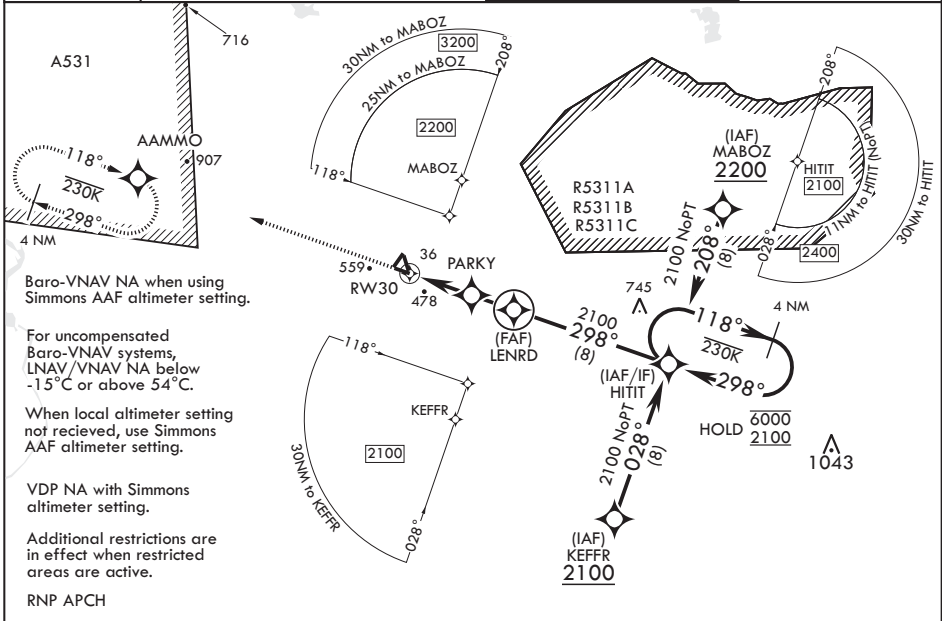 716
A531
AAMMO
118°
907
230K
298°
4 NM
30NM to MABOZ
3200
208°
25NM to MABOZ
2200
MABOZ
118°
208°
(IAF)
MABOZ
2200
HITIT
2100
11NM to HITIT (NoPT)
30NM to HITIT
028°
2400
R5311A
R5311B
R5311C
2100 NoPT
208°
(8)
36
559
RW30
478
PARKY
(FAF)
LENRD
2100
298°
(8)
745
118°
4 NM
230K
298°
(IAF/IF)
HITIT
HOLD
6000
2100
1043
2100 NoPT
028°
(8)
(IAF)
KEFFR
2100
118°
KEFFR
2100
30NM to KEFFR
028°
Baro-VNAV NA when using
Simmons AAF altimeter setting.
For uncompensated
Baro-VNAV systems,
LNAV/VNAV NA below
-15°C or above 54°C.
When local altimeter setting
not recieved, use Simmons
AAF altimeter setting.
VDP NA with Simmons
altimeter setting.
Additional restrictions are
in effect when restricted
areas are active.
RNP APCH